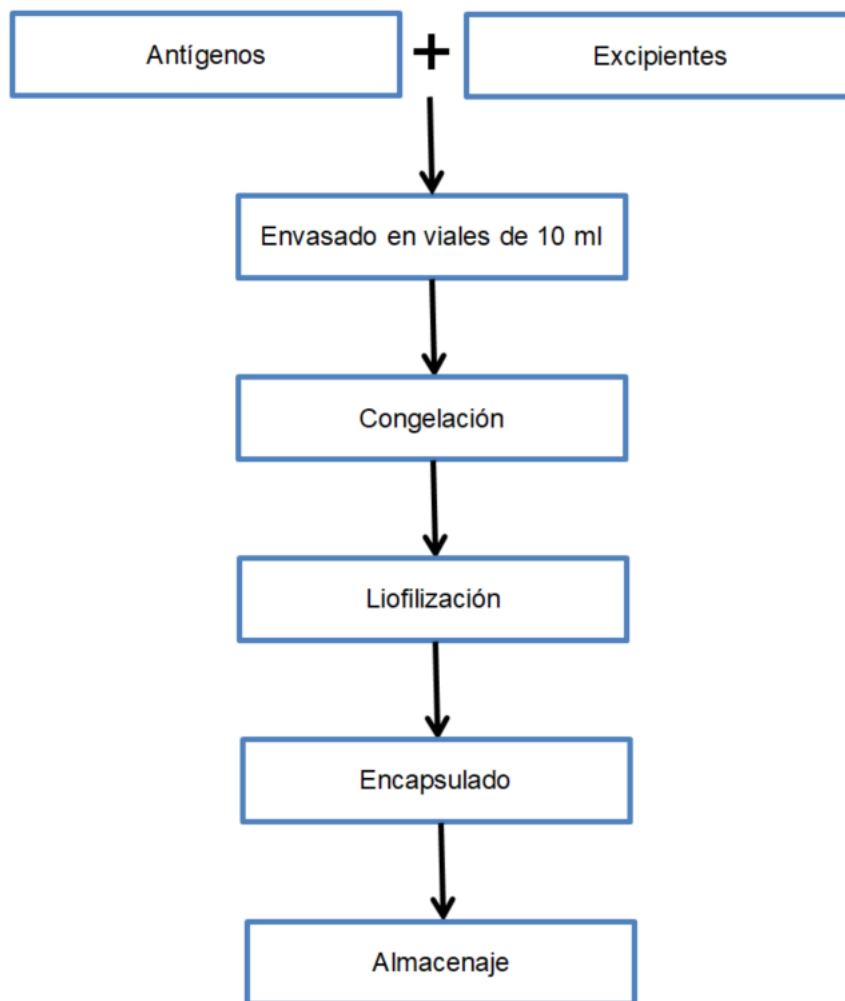 Antígenos + Excipientes
Envasado en viales de 10 ml
Congelación
Liofilización
Encapsulado
Almacenaje